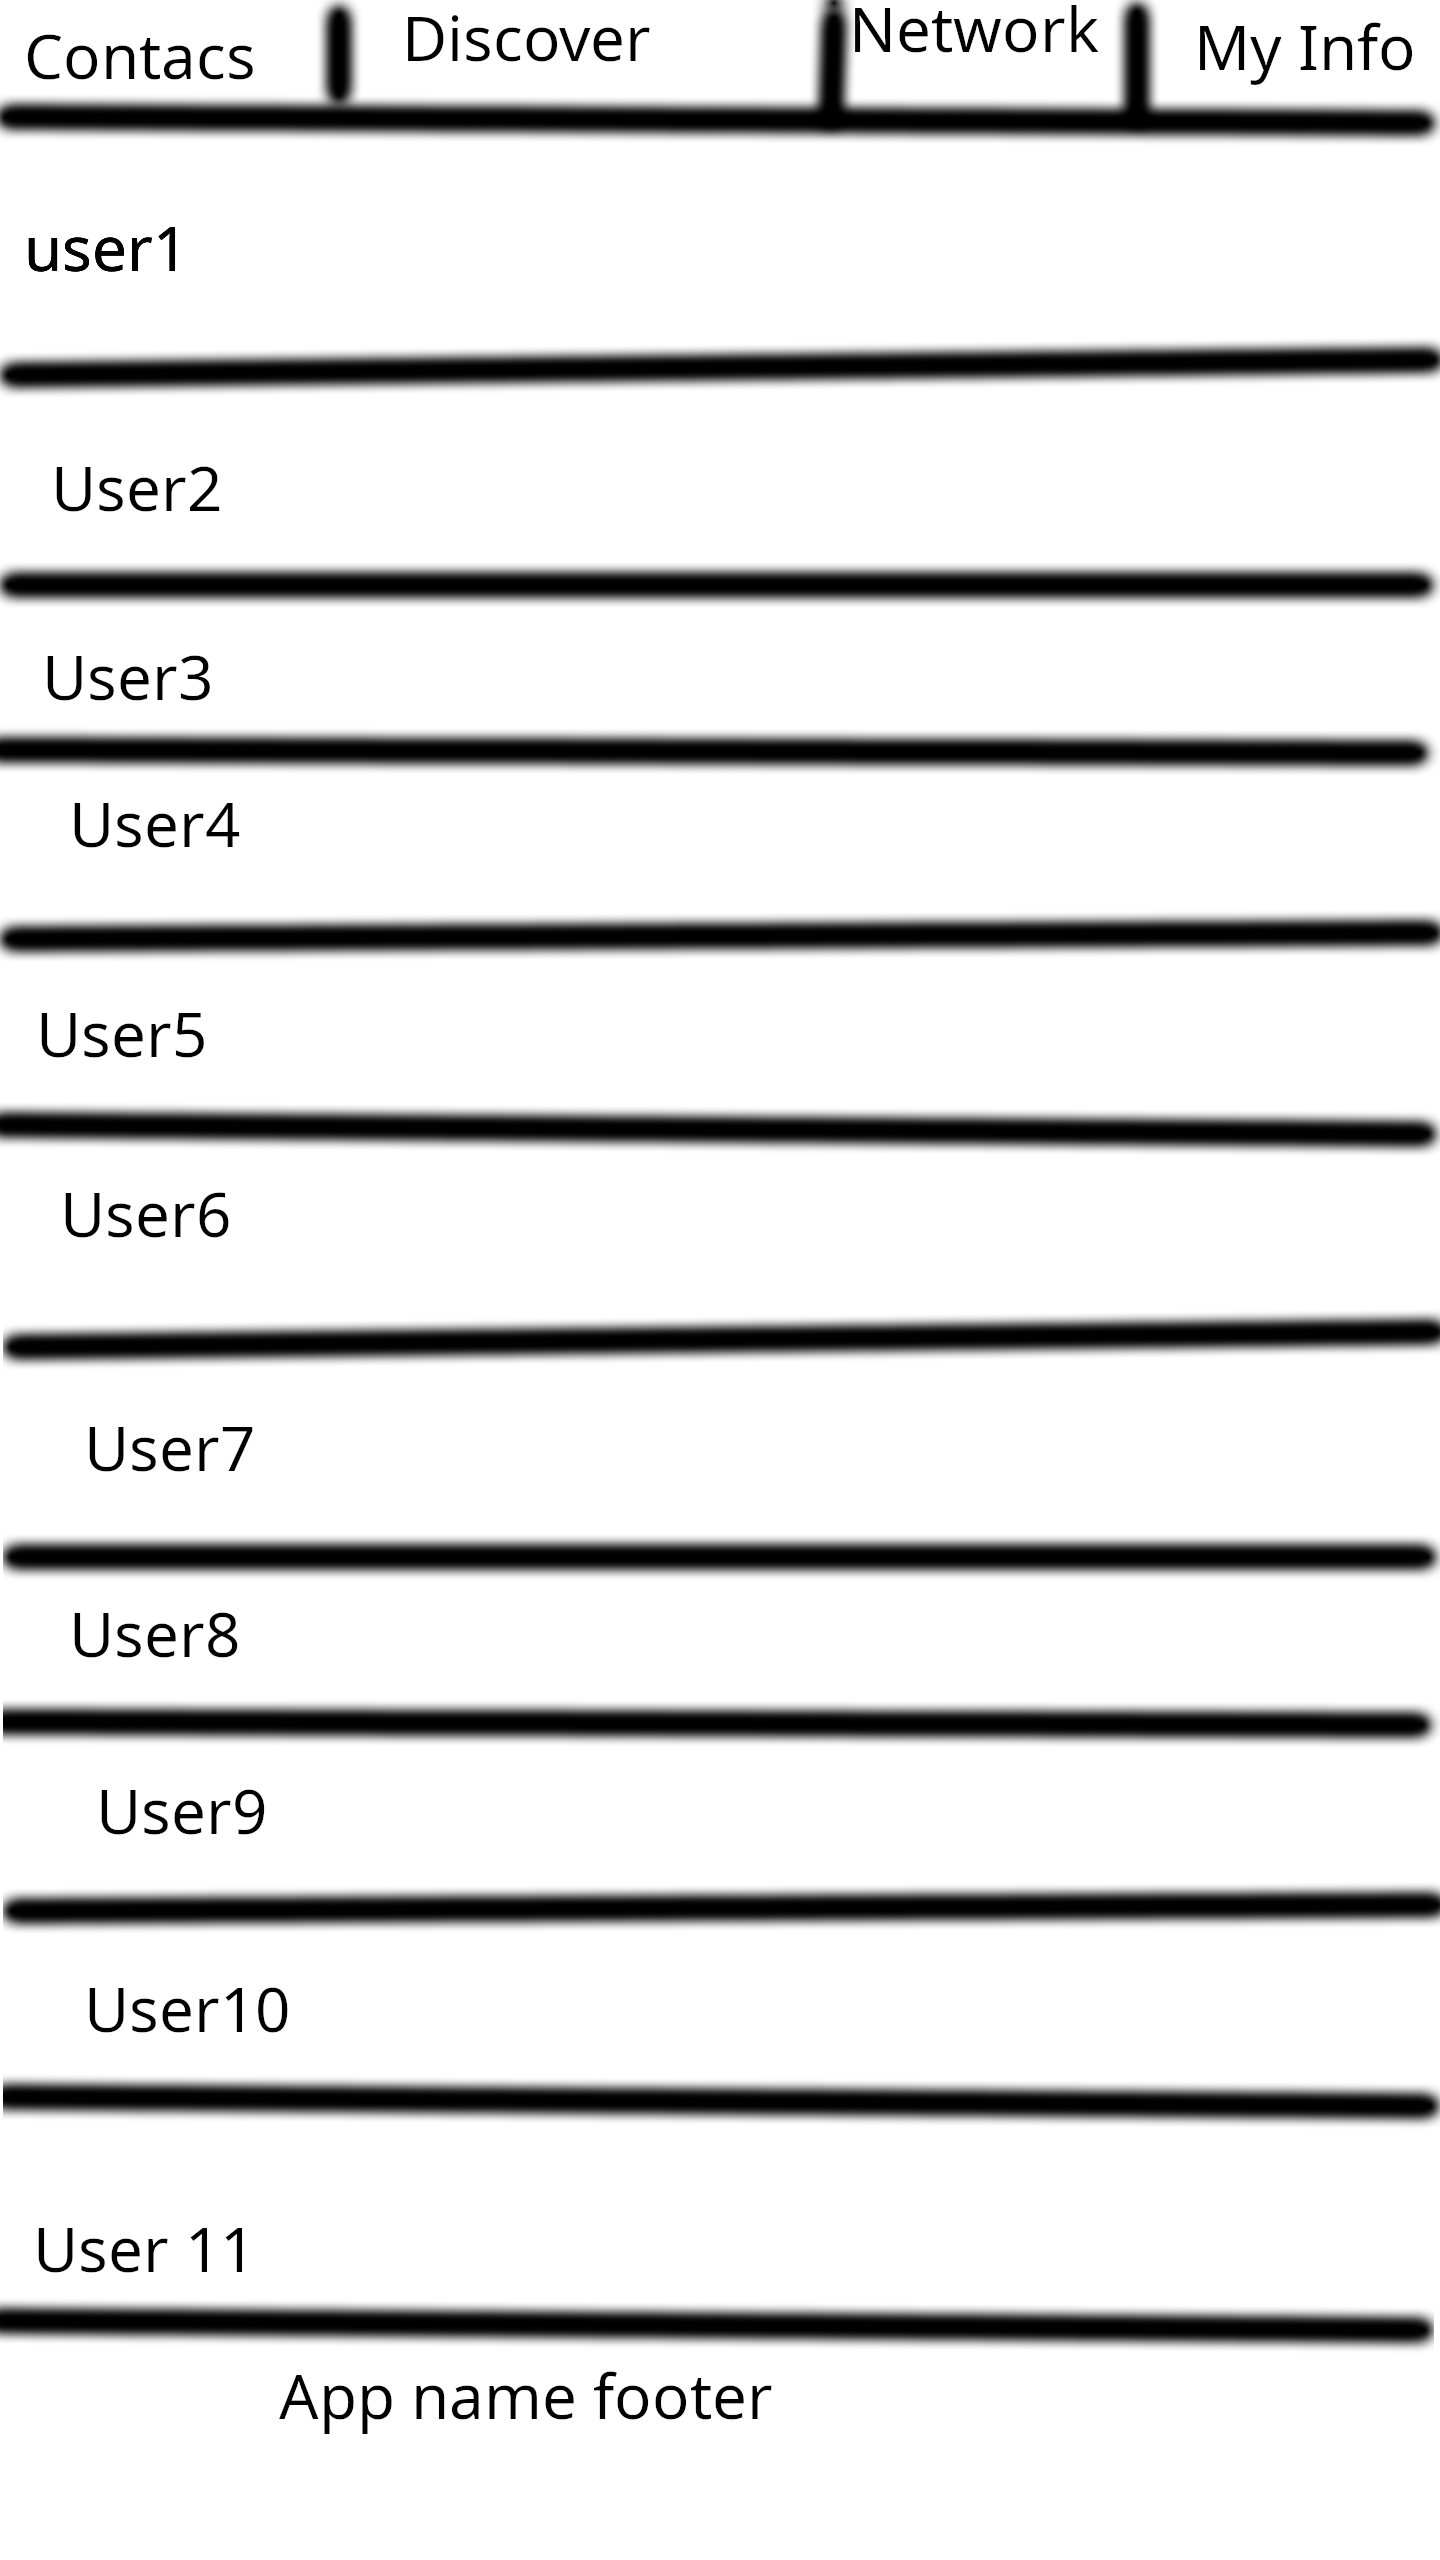 Contacs Discover Network My Info
user1
User2
User3
User4
User5
User6
User7
User8
User9
User10
User 11
App name footer